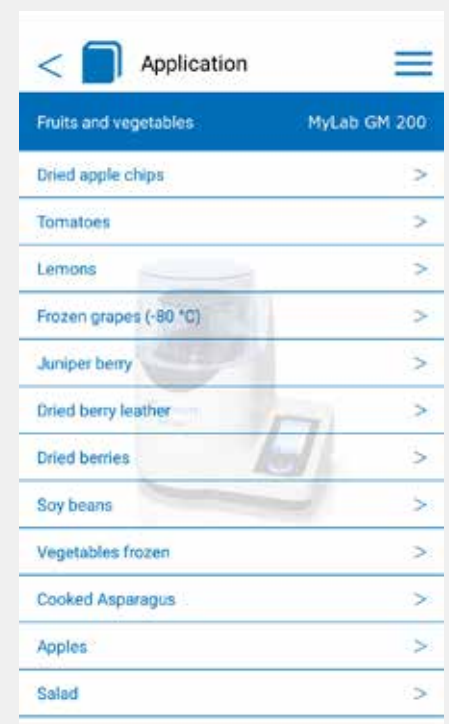 Application
Fruits and vegetables MyLab GM 200
Dried apple chips >
Tomatoes >
Lemons >
Frozen grapes (-80 °C) >
Juniper berry >
Dried berry leather >
Dried berries >
Soy beans >
Vegetables frozen >
Cooked Asparagus >
Apples >
Salad >